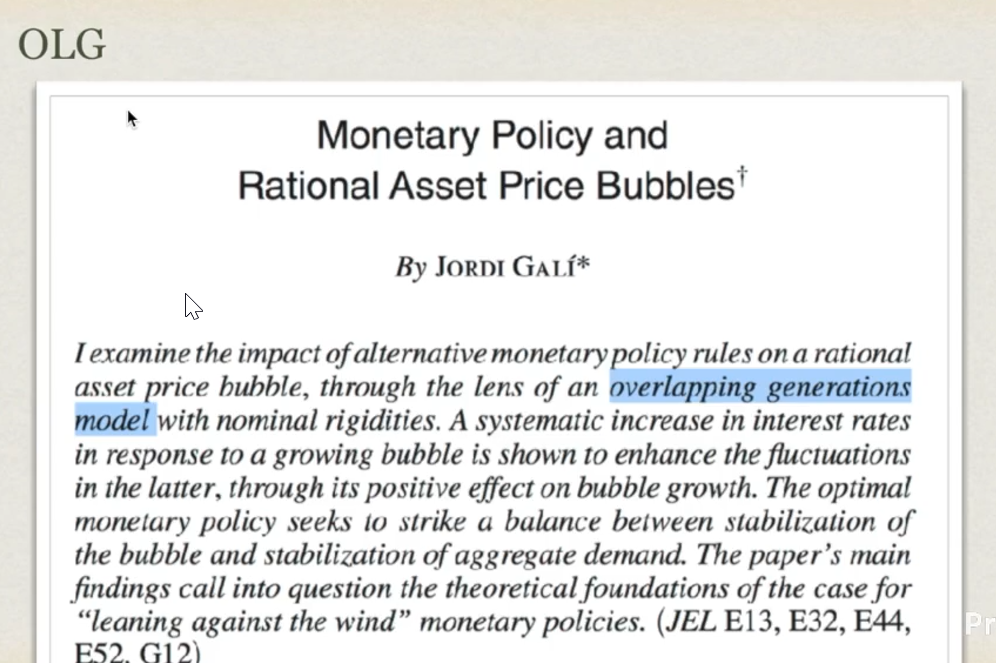 OLG
Monetary Policy and
Rational Asset Price Bubbles†
By JORDI GALÍ*
I examine the impact of alternative monetary policy rules on a rational
asset price bubble, through the lens of an overlapping generations
model with nominal rigidities. A systematic increase in interest rates
in response to a growing bubble is shown to enhance the fluctuations
in the latter, through its positive effect on bubble growth. The optimal
monetary policy seeks to strike a balance between stabilization of
the bubble and stabilization of aggregate demand. The paper's main
findings call into question the theoretical foundations of the case for
“leaning against the wind” monetary policies. (JEL E13, E32, E44,
E52, G12)
Pr